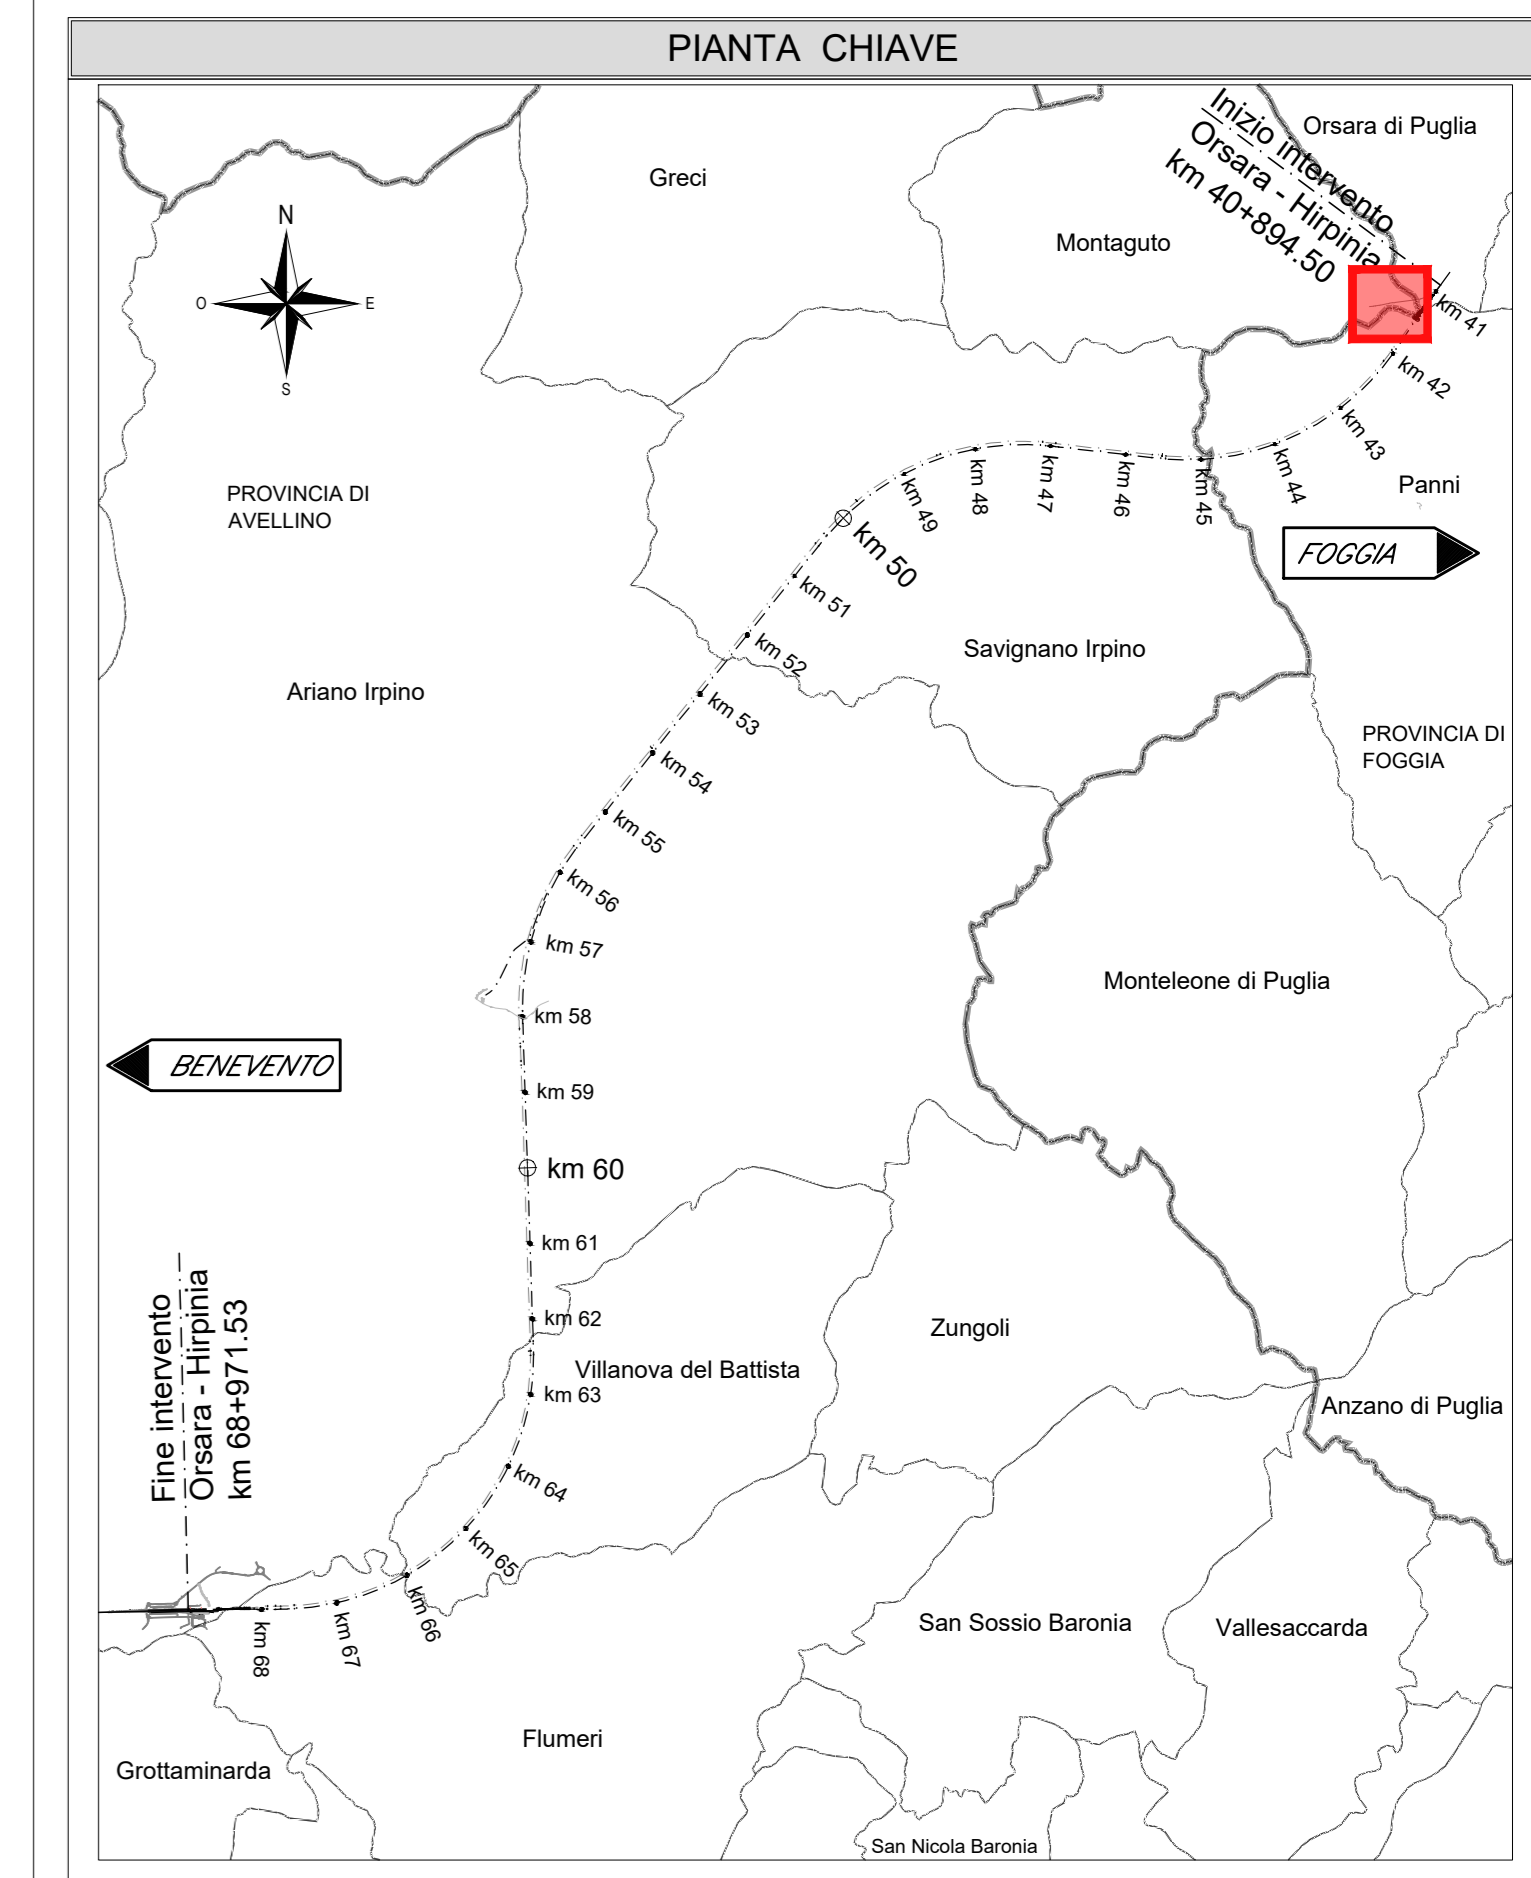 PIANTA CHIAVE
Orsara di Puglia
Inizio intervento
Orsara - Hirpinia
km 40+894.50
Greci
Montaguto
N
O
E
S
km 41
km 42
km 43
km 44
km 45
km 46
km 47
km 48
km 49
km 50
km 51
km 52
km 53
km 54
km 55
km 56
km 57
km 58
km 59
km 60
km 61
km 62
km 63
km 64
km 65
km 66
km 67
km 68
Panni
FOGGIA
PROVINCIA DI
AVELLINO
Savignano Irpino
Ariano Irpino
PROVINCIA DI
FOGGIA
Monteleone di Puglia
BENEVENTO
Fine intervento
Orsara - Hirpinia
km 68+971.53
Zungoli
Villanova del Battista
Anzano di Puglia
San Sossio Baronia
Vallesaccarda
Flumeri
Grottaminarda
San Nicola Baronia